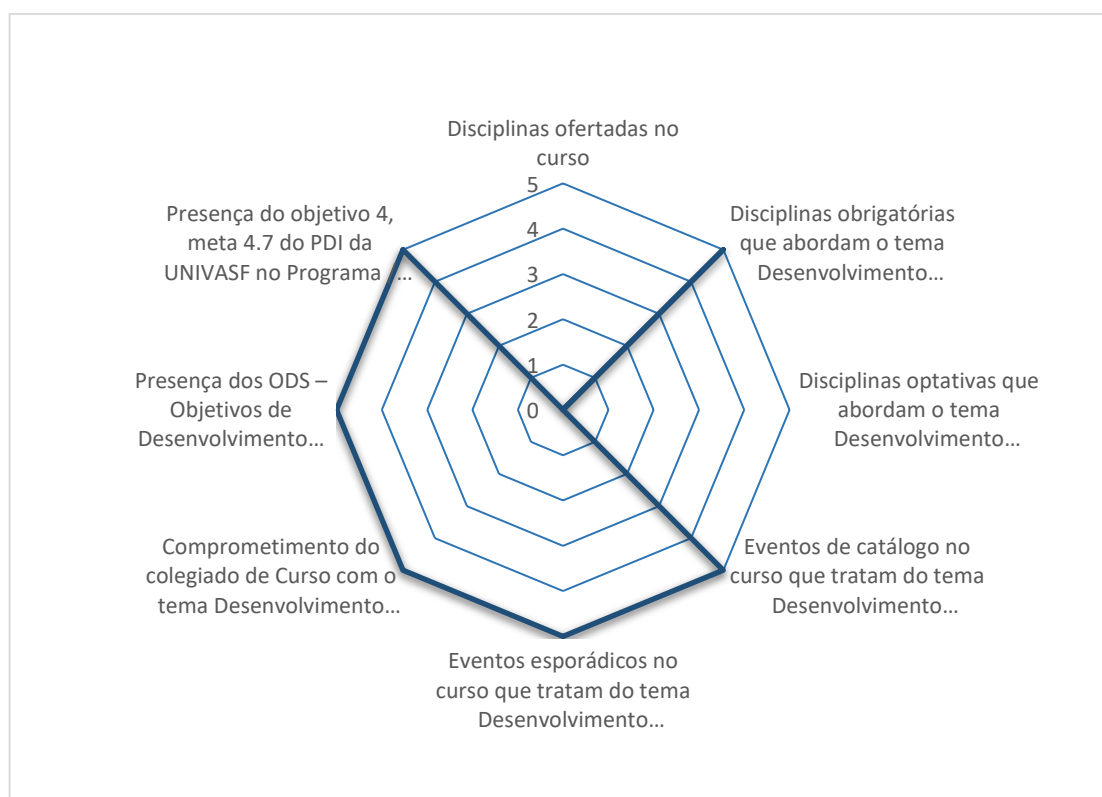 Disciplinas ofertadas no
curso
5
4
3
2
1
0
Disciplinas obrigatórias
que abordam o tema
Desenvolvimento...
Disciplinas optativas que
abordam o tema
Desenvolvimento...
Eventos de catálogo no
curso que tratam do tema
Desenvolvimento...
Eventos esporádicos no
curso que tratam do tema
Desenvolvimento...
Comprometimento do
colegiado de Curso com o
tema Desenvolvimento...
Presença dos ODS –
Objetivos de
Desenvolvimento...
Presença do objetivo 4,
meta 4.7 do PDI da
UNIVASF no Programa ...